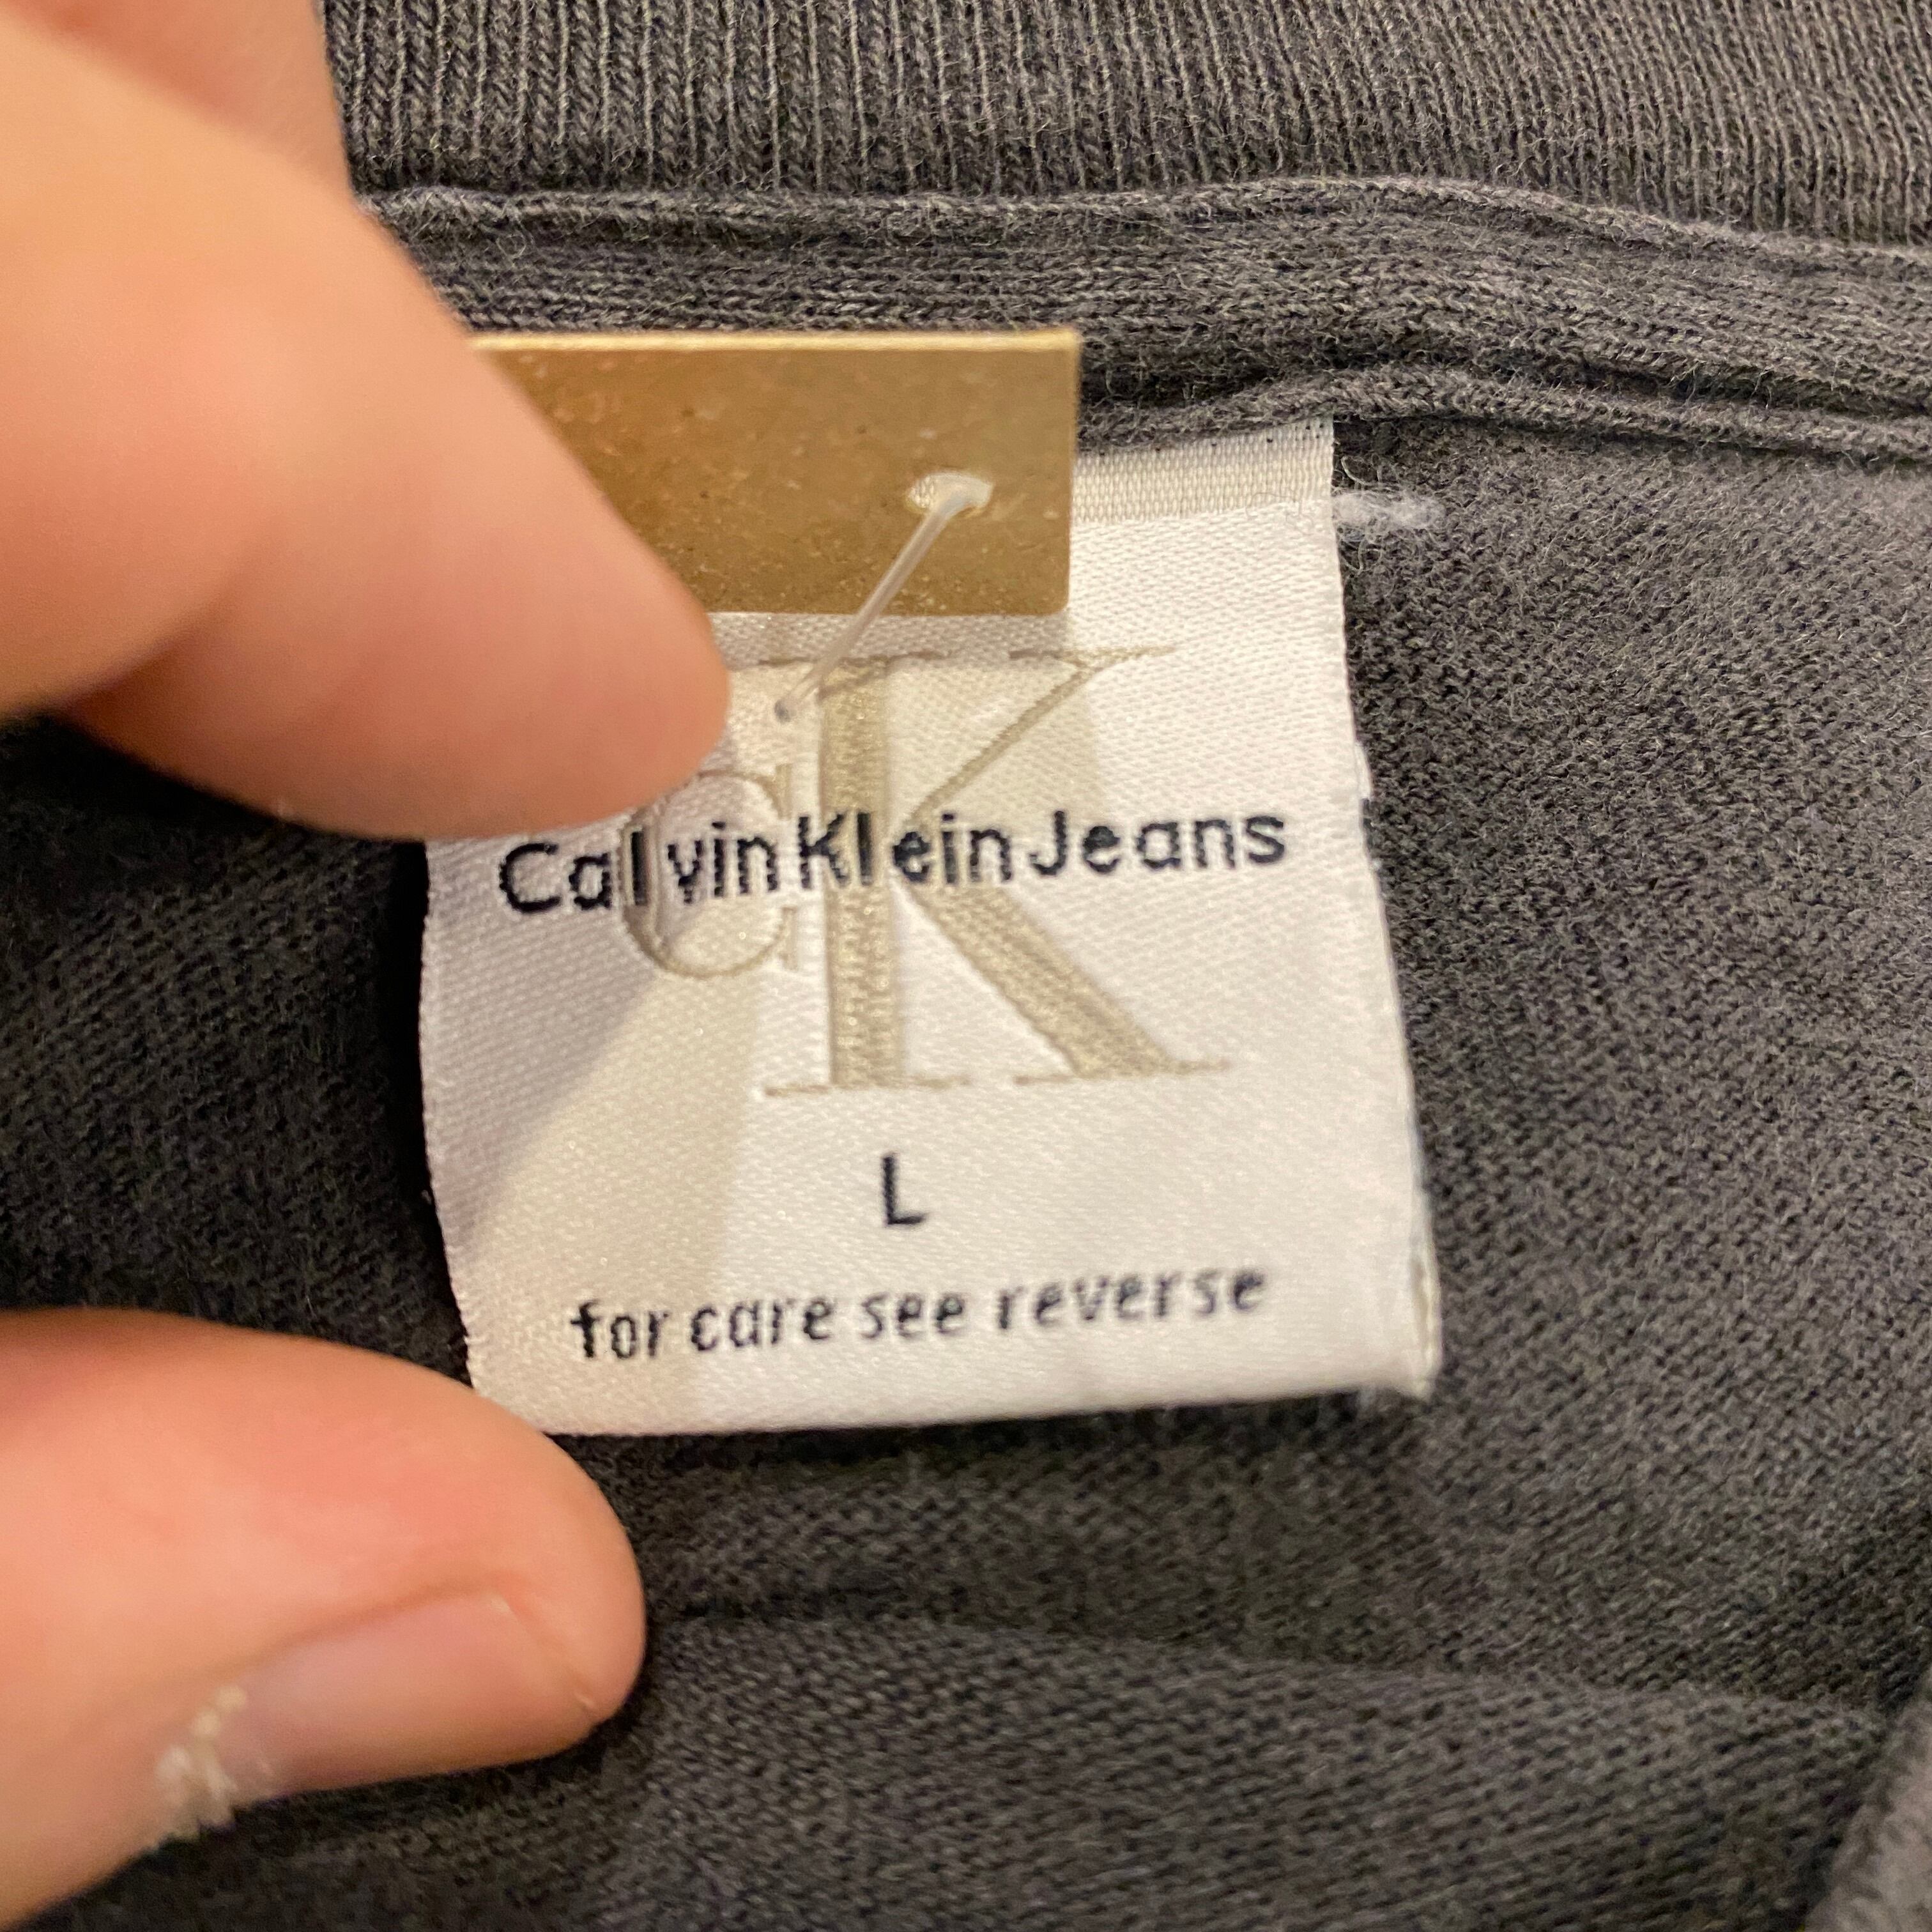 cK
Calvin Klein Jeans
L
for care see reverse